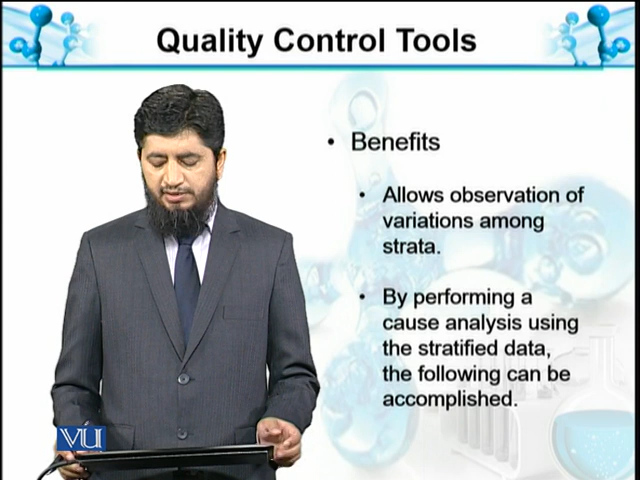 Quality Control Tools
• Benefits
• Allows observation of
variations among
strata.
• By performing a
cause analysis using
the stratified data,
the following can be
accomplished.
VU